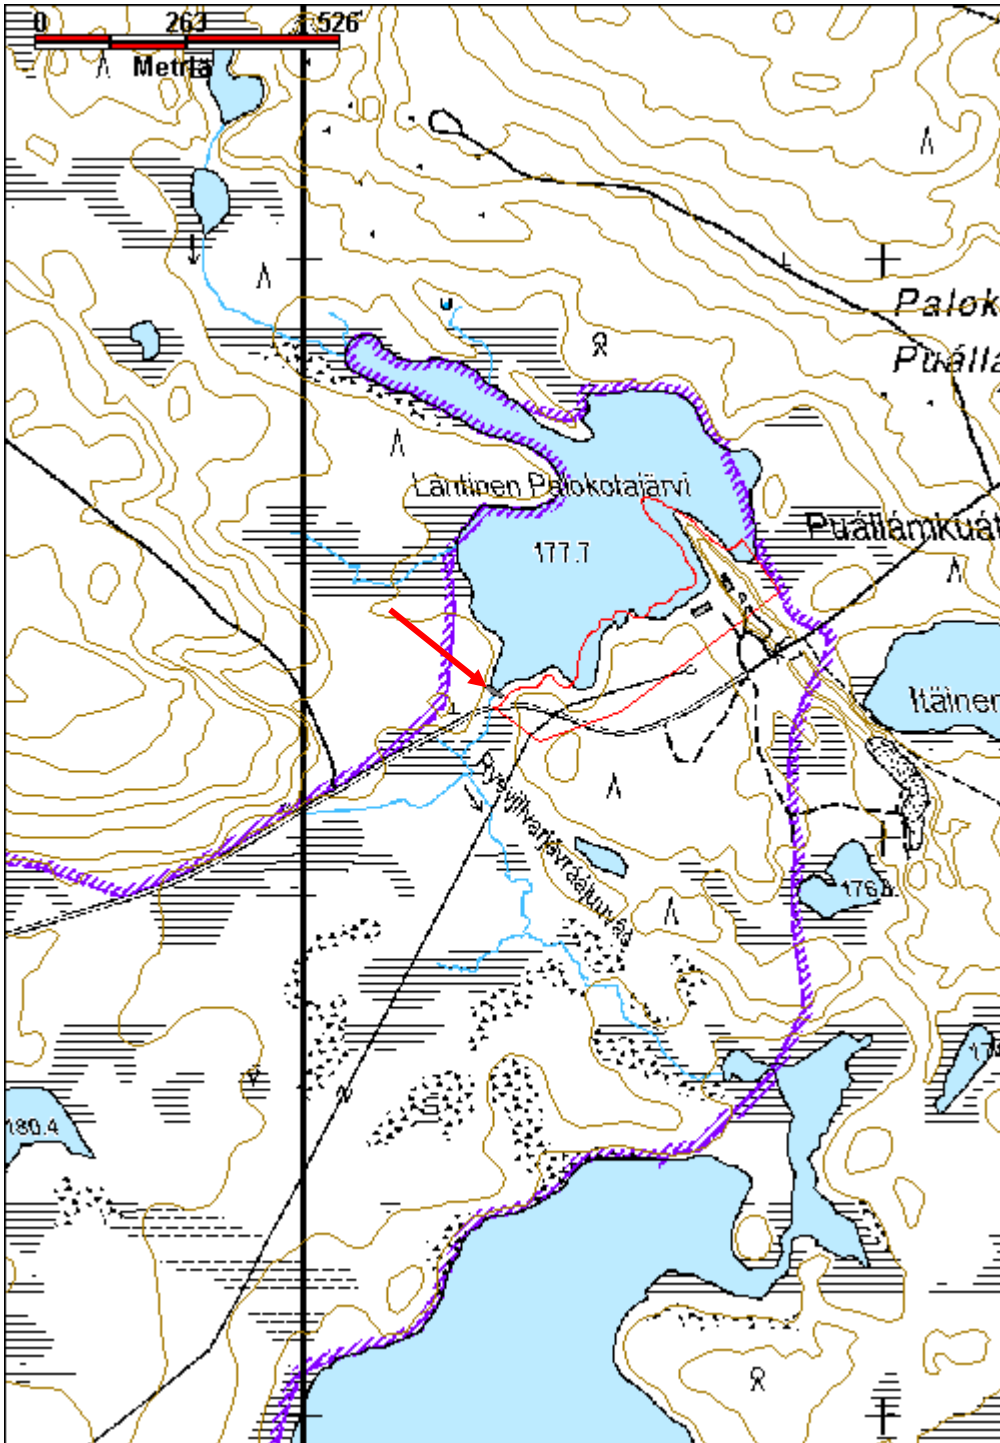 0 263 526
Metriä
Palok
Puállá
Läntinen Palokotajärvi
Puállámkuát
177.7
Itäinen
176.8
180.4